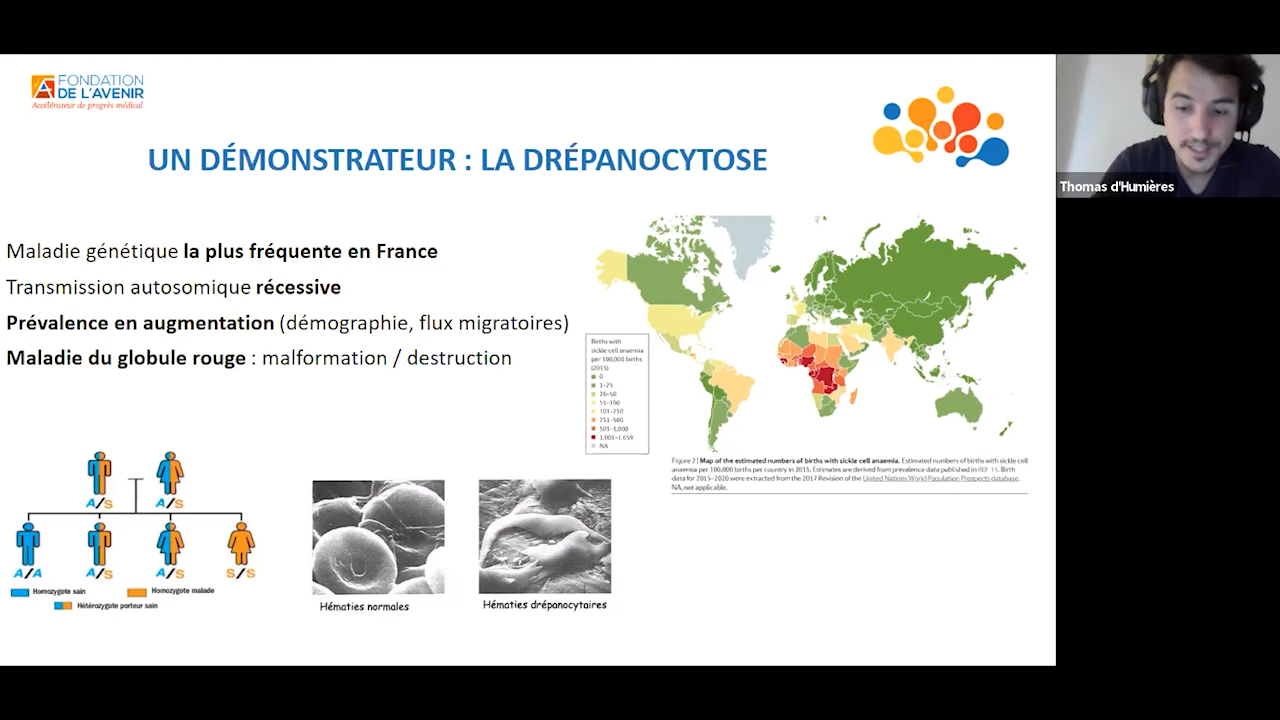 FONDATION
DE L'AVENIR
Accélérateur de progrès médical
UN DÉMONSTRATEUR : LA DRÉPANOCYTOSE
Thomas d'Humières
Maladie génétique la plus fréquente en France
Transmission autosomique récessive
Prévalence en augmentation (démographie, flux migratoires)
Maladie du globule rouge : malformation / destruction
Births with
sickle cell anaemia
per 100,000 births
(2015)
0
1–25
26–50
51–100
101–250
251–500
501–1,000
1,001–1,659
NA
Figure 2 | Map of the estimated numbers of births with sickle cell anaemia. Estimated numbers of births with sickle cell
anaemia per 100,000 births per country in 2015. Estimates are derived from prevalence data published in REF. 14. Birth
data for 2015–2020 were extracted from the 2017 Revision of the United Nations World Population Prospects database.
NA, not applicable.
A/S
A/S
A/A
A/S
A/S
S/S
Homozygote sain
Homozygote malade
Hétérozygote porteur sain
Hématies normales
Hématies drépanocytaires